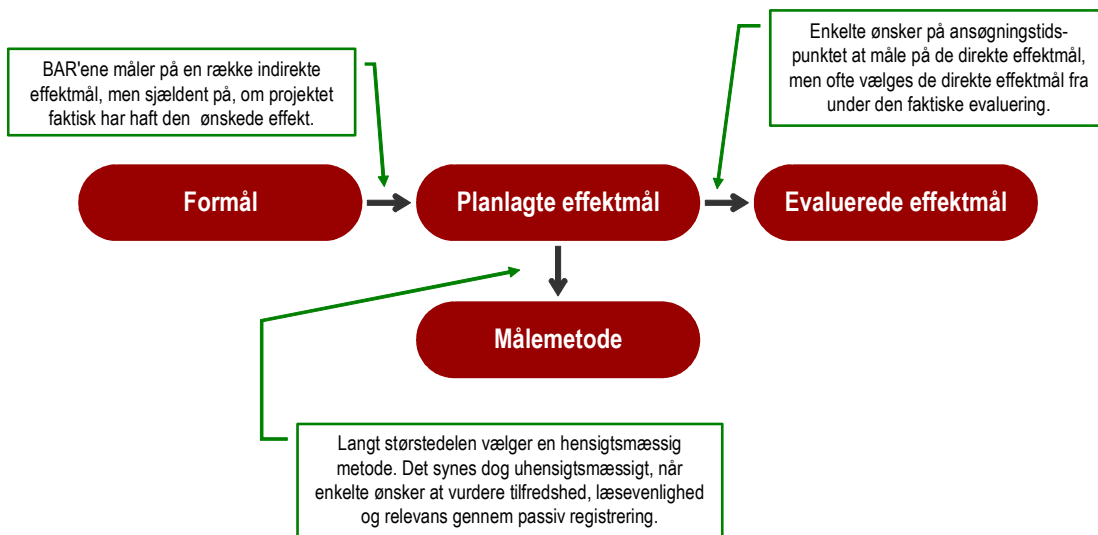 Enkelte ønsker på ansøgningstids-
punktet at måle på de direkte effektmål,
men ofte vælges de direkte effektmål fra
under den faktiske evaluering.
BAR'ene måler på en række indirekte
effektmål, men sjældent på, om projektet
faktisk har haft den ønskede effekt.
Formål
Planlagte effektmål
Evaluerede effektmål
Målemetode
Langt størstedelen vælger en hensigtsmæssig
metode. Det synes dog uhensigtsmæssigt, når
enkelte ønsker at vurdere tilfredshed, læsevenlighed
og relevans gennem passiv registrering.